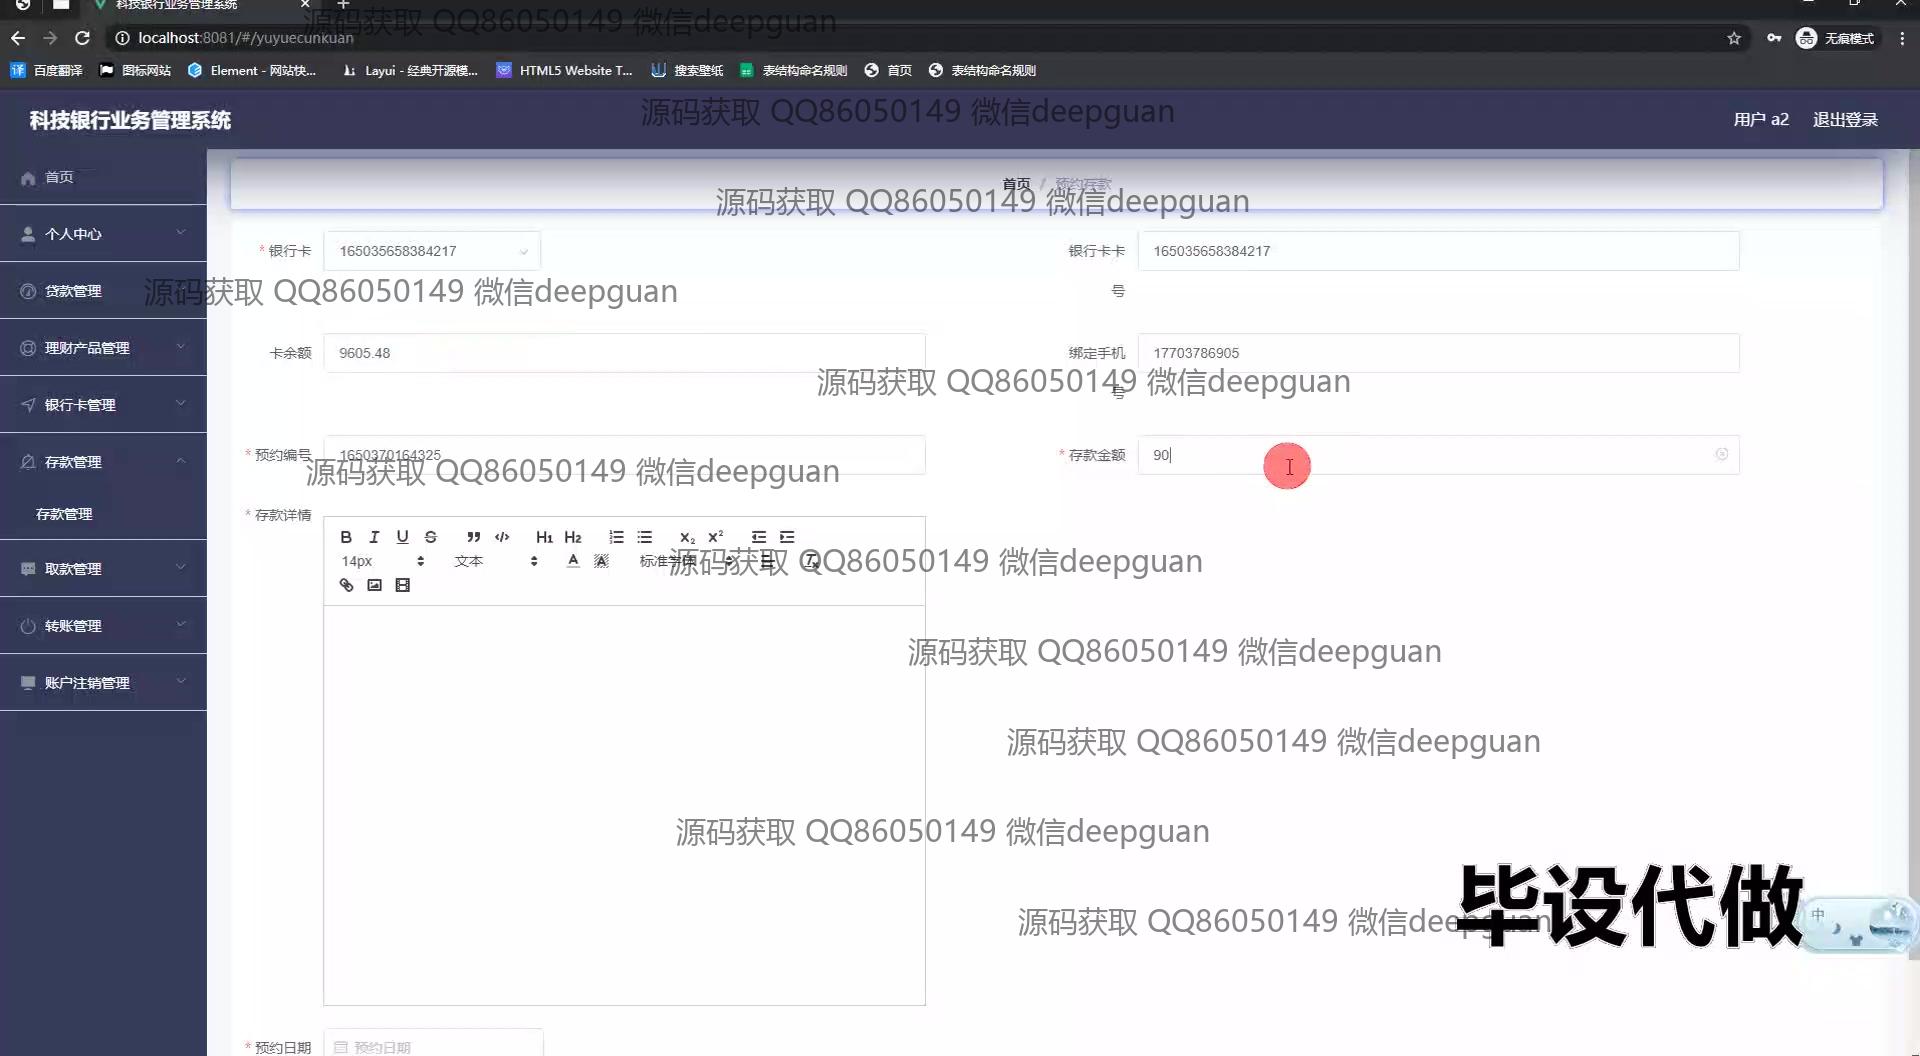 科技银行业务管理系统
源码获取 QQ86050149 微信deepguan
localhost:8081/#/yuyuecunkuan
无痕模式
译 百度翻译
图标网站
Element - 网站快...
Layui - 经典开源模...
HTML5 Website T...
搜索壁纸
表结构命名规则
首页
表结构命名规则
源码获取 QQ86050149 微信deepguan
科技银行业务管理系统
用户 a2
退出登录
首页
首页 / 预约存款
源码获取 QQ86050149 微信deepguan
个人中心
* 银行卡
165035658384217
银行卡卡号
165035658384217
贷款管理
源码获取 QQ86050149 微信deepguan
理财产品管理
卡余额
9605.48
绑定手机号
17703786905
源码获取 QQ86050149 微信deepguan
银行卡管理
* 预约编号
1650370164325
* 存款金额
90
存款管理
源码获取 QQ86050149 微信deepguan
存款管理
* 存款详情
B I U S H1 H2 X₂ X²
14px
文本
A
标准字体
源码获取 QQ86050149 微信deepguan
取款管理
转账管理
源码获取 QQ86050149 微信deepguan
账户注销管理
源码获取 QQ86050149 微信deepguan
源码获取 QQ86050149 微信deepguan
源码获取 QQ86050149 微信deepguan
毕设代做
中
* 预约日期
预约日期